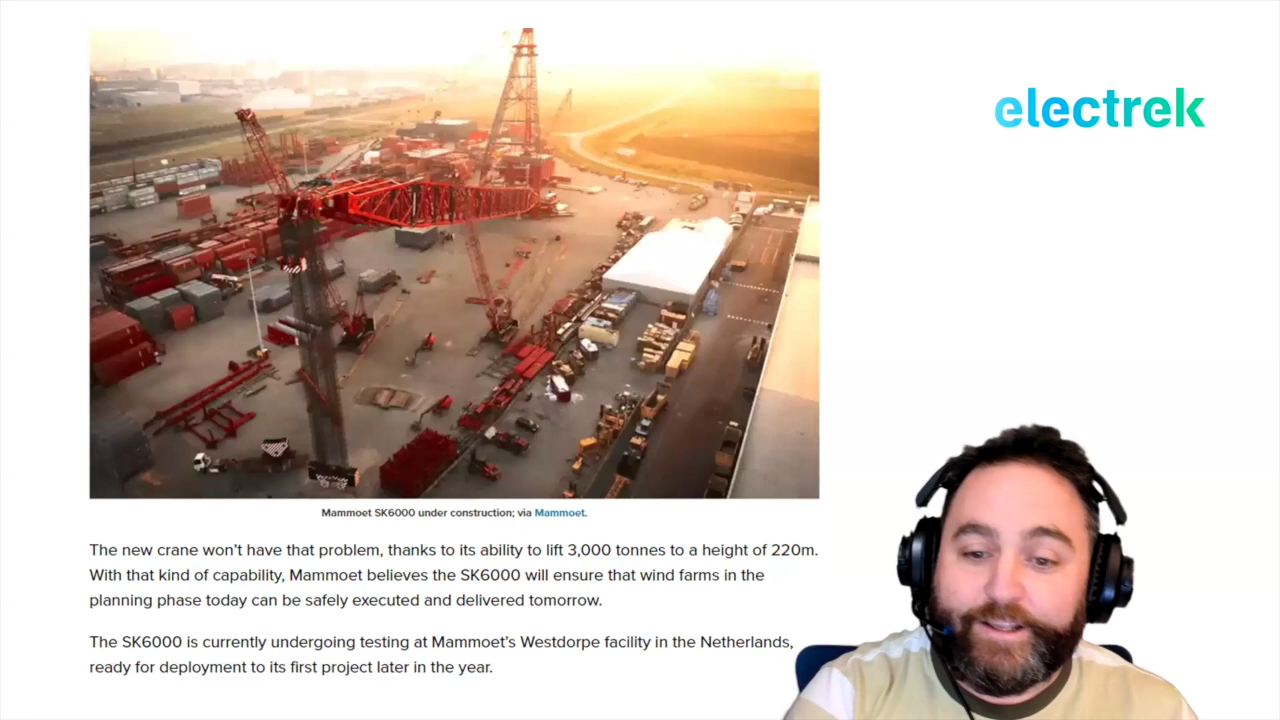 electrek
Mammoet SK6000 under construction; via Mammoet.
The new crane won't have that problem, thanks to its ability to lift 3,000 tonnes to a height of 220m.
With that kind of capability, Mammoet believes the SK6000 will ensure that wind farms in the
planning phase today can be safely executed and delivered tomorrow.
The SK6000 is currently undergoing testing at Mammoet's Westdorpe facility in the Netherlands,
ready for deployment to its first project later in the year.